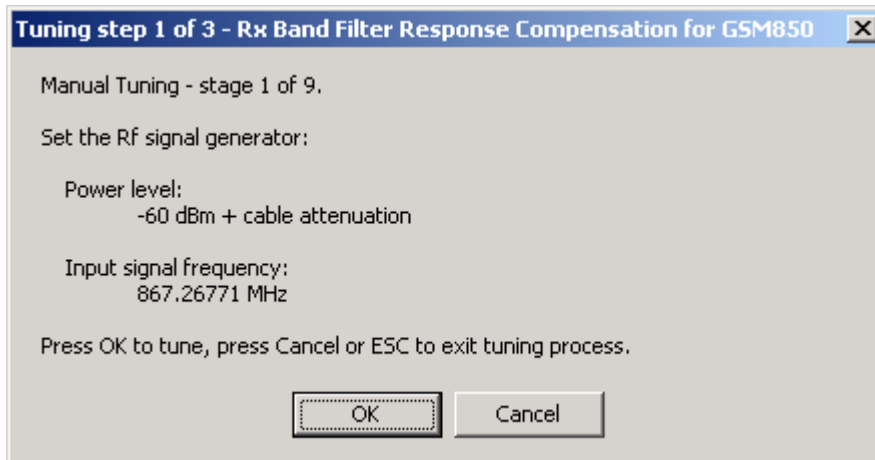 Tuning step 1 of 3 - Rx Band Filter Response Compensation for GSM850
Manual Tuning - stage 1 of 9.
Set the Rf signal generator:
Power level:
-60 dBm + cable attenuation
Input signal frequency:
867.26771 MHz
Press OK to tune, press Cancel or ESC to exit tuning process.
OK
Cancel